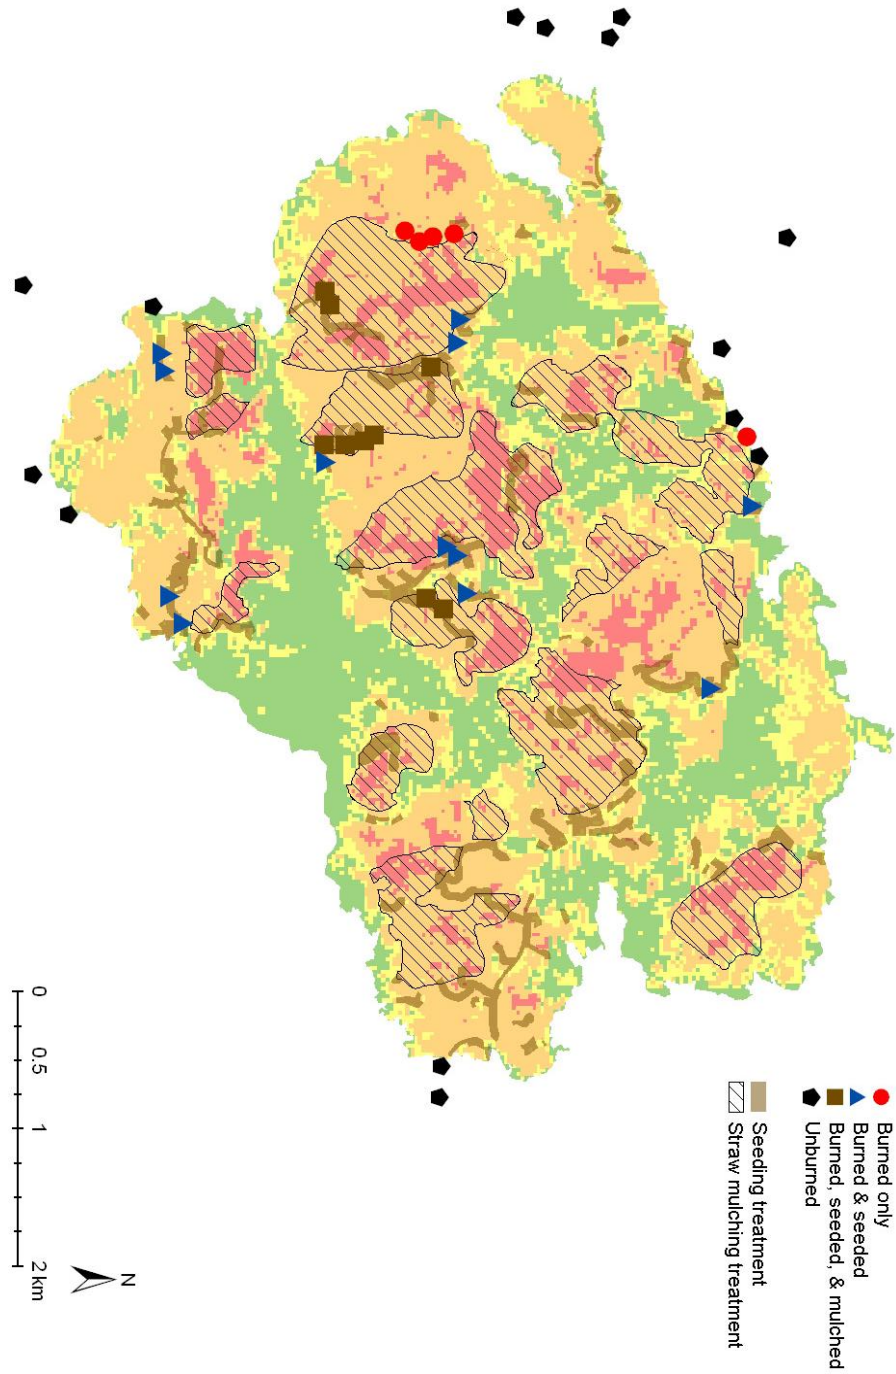 Burned only
Burned & seeded
Burned, seeded, & mulched
Unburned
Seeding treatment
Straw mulching treatment
0 0.5 1 2 km
N